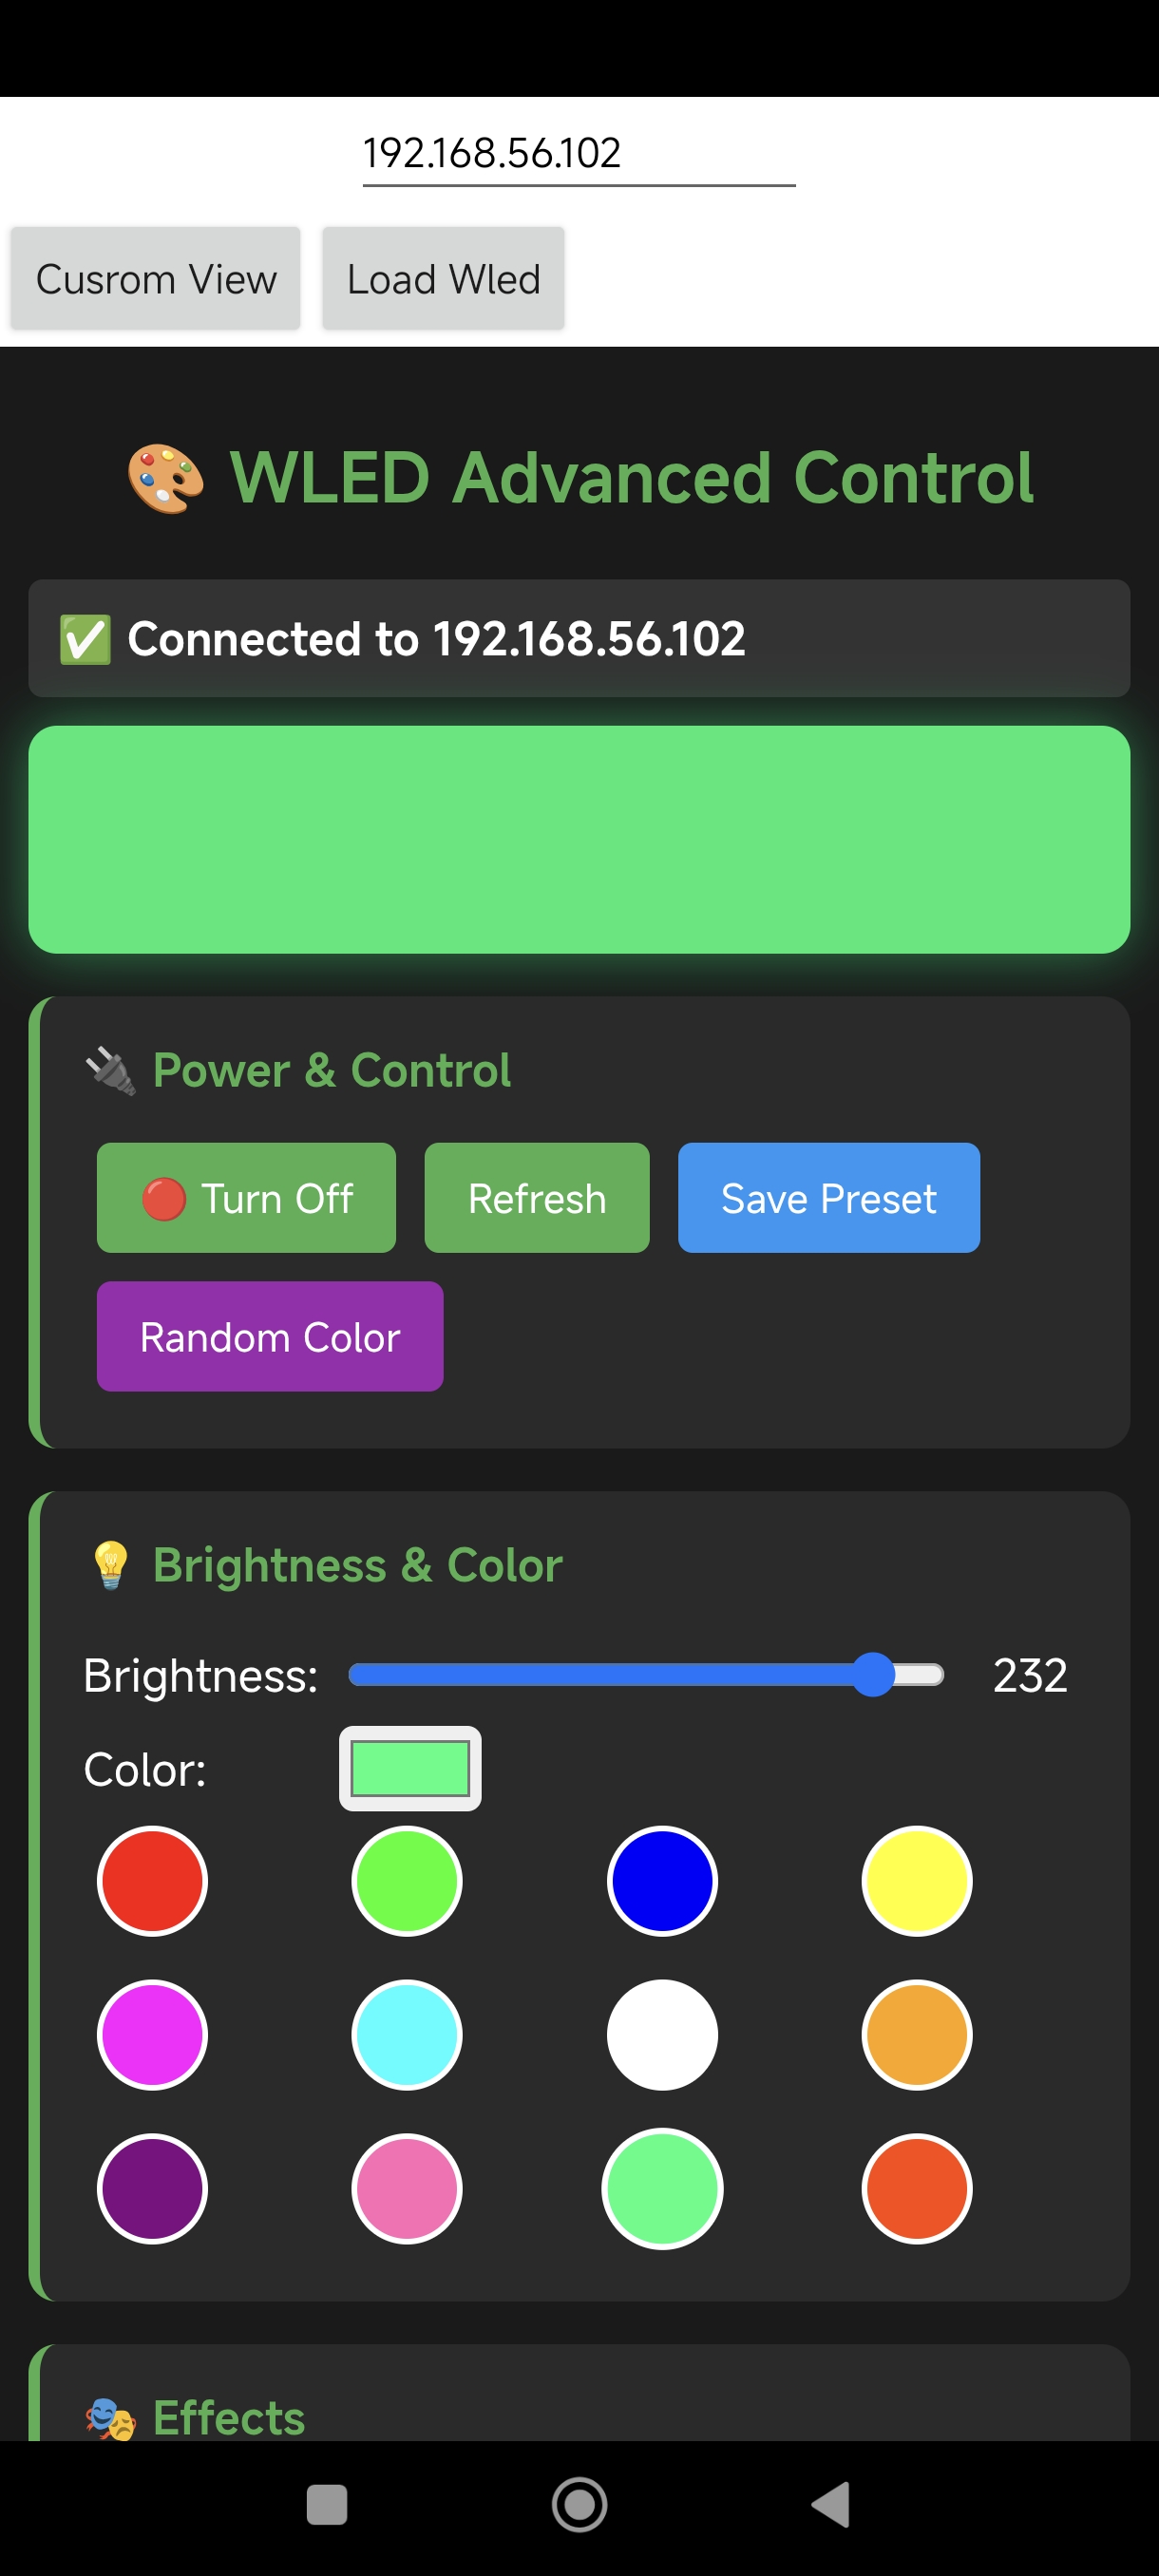 192.168.56.102
Cusrom View Load Wled
🎨 WLED Advanced Control
✅ Connected to 192.168.56.102
🔌 Power & Control
🔴 Turn Off Refresh Save Preset
Random Color
💡 Brightness & Color
Brightness: 232
Color:
🎭 Effects